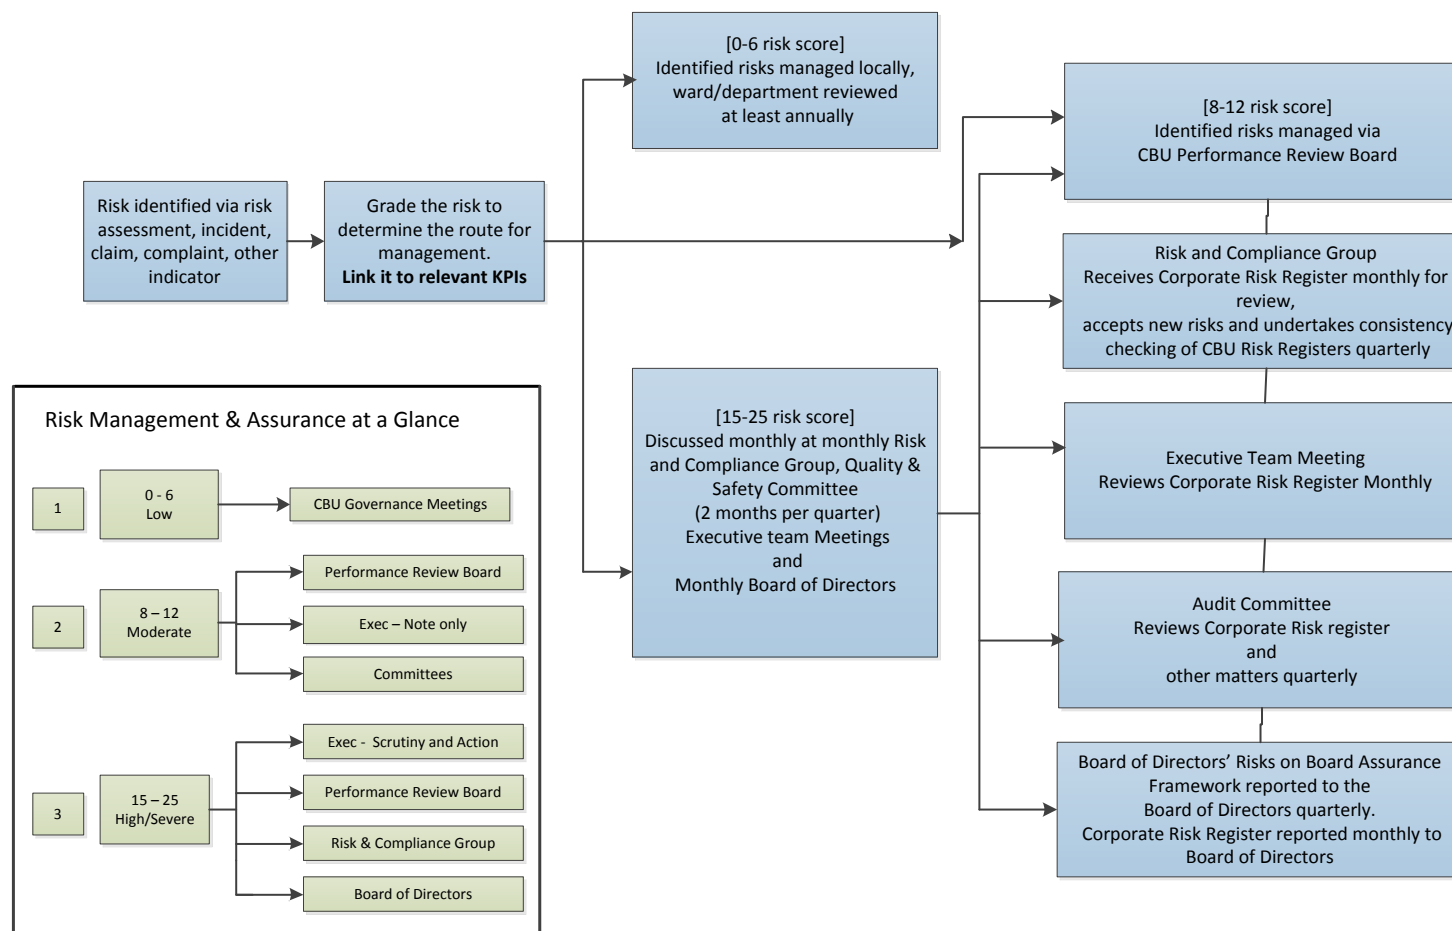 [0-6 risk score]
Identified risks managed locally,
ward/department reviewed
at least annually
[8-12 risk score]
Identified risks managed via
CBU Performance Review Board
Risk identified via risk
assessment, incident,
claim, complaint, other
indicator
Grade the risk to
determine the route for
management.
Link it to relevant KPIs
Risk and Compliance Group
Receives Corporate Risk Register monthly for
review,
accepts new risks and undertakes consistency
checking of CBU Risk Registers quarterly
[15-25 risk score]
Discussed monthly at monthly Risk
and Compliance Group, Quality &
Safety Committee
(2 months per quarter)
Executive team Meetings
and
Monthly Board of Directors
Executive Team Meeting
Reviews Corporate Risk Register Monthly
Audit Committee
Reviews Corporate Risk register
and
other matters quarterly
Board of Directors’ Risks on Board Assurance
Framework reported to the
Board of Directors quarterly.
Corporate Risk Register reported monthly to
Board of Directors
Risk Management & Assurance at a Glance
1
0 - 6
Low
CBU Governance Meetings
2
8 – 12
Moderate
Performance Review Board
Exec – Note only
Committees
3
15 – 25
High/Severe
Exec - Scrutiny and Action
Performance Review Board
Risk & Compliance Group
Board of Directors